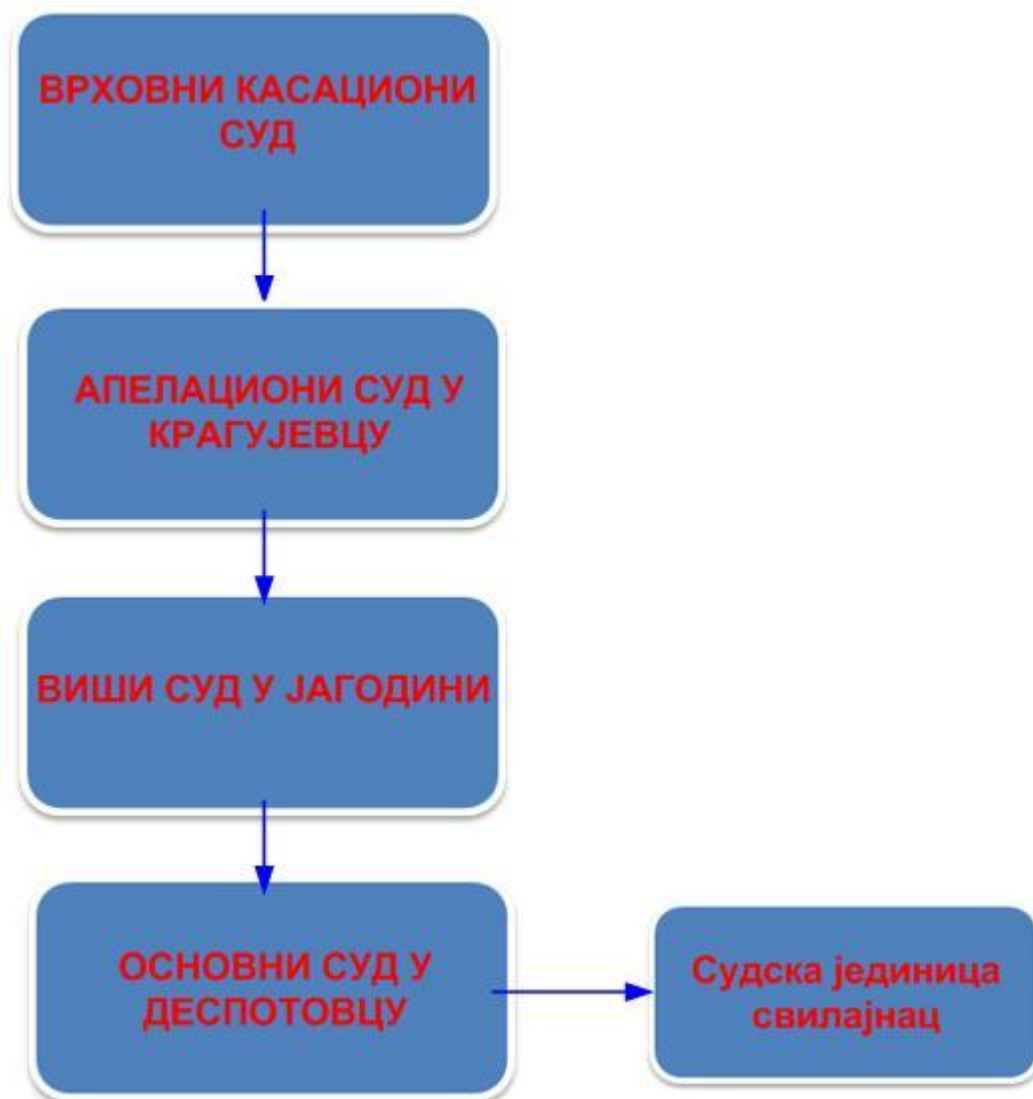 ВРХОВНИ КАСАЦИОНИ
СУД
АПЕЛАЦИОНИ СУД У
КРАГУЈЕВЦУ
ВИШИ СУД У ЈАГОДИНИ
ОСНОВНИ СУД У
ДЕСПОТОВЦУ
Судска јединица
свилајнац